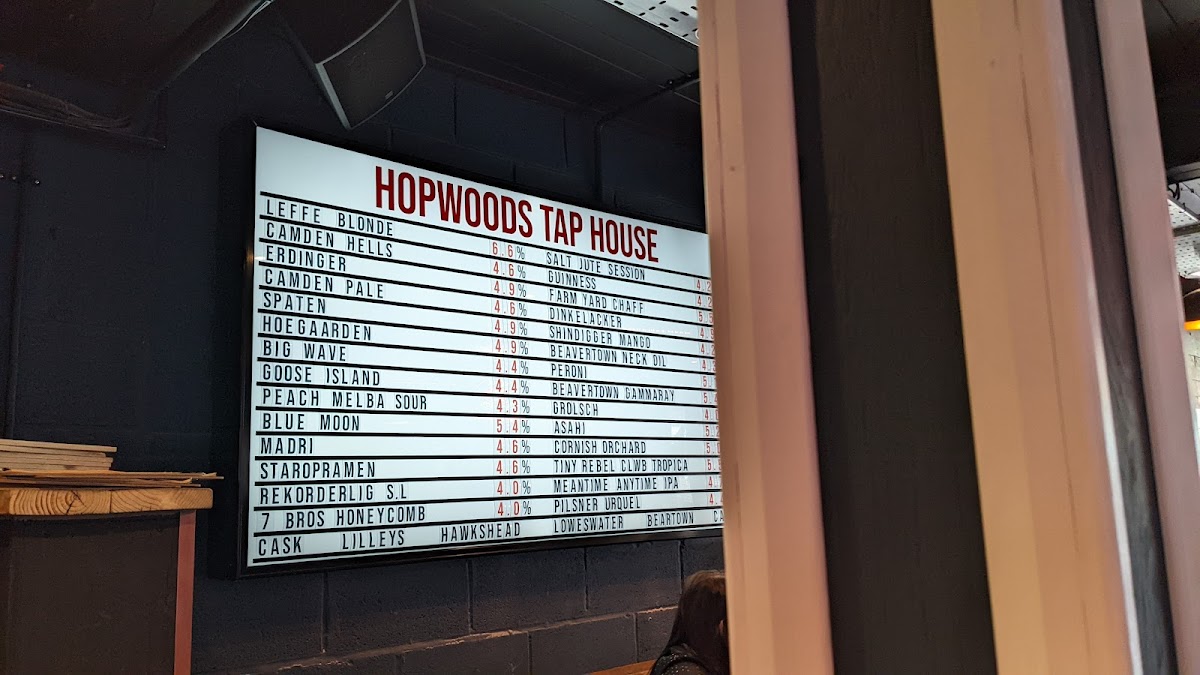 HOPWOODS TAP HOUSE
LEFFE BLONDE 6.6% SALT JUTE SESSION
CAMDEN HELLS 4.6% GUINNESS
ERDINGER 4.9% FARM YARD CHAFF
CAMDEN PALE 4.6% DINKELACKER
SPATEN 4.9% SHINDIGGER MANGO
HOEGAARDEN 4.9% BEAVERTOWN NECK OIL
BIG WAVE 4.4% PERONI
GOOSE ISLAND 4.4% BEAVERTOWN GAMMARAY
PEACH MELBA SOUR 4.3% GROLSCH
BLUE MOON 5.4% ASAHI
MADRI 4.6% CORNISH ORCHARD
STAROPRAMEN 4.6% TINY REBEL CLWB TROPICA
REKORDERLIG S.L 4.0% MEANTIME ANYTIME IPA
7 BROS HONEYCOMB 4.0% PILSNER URQUEL
CASK LILLEYS HAWKSHEAD LOWESWATER BEARTOWN